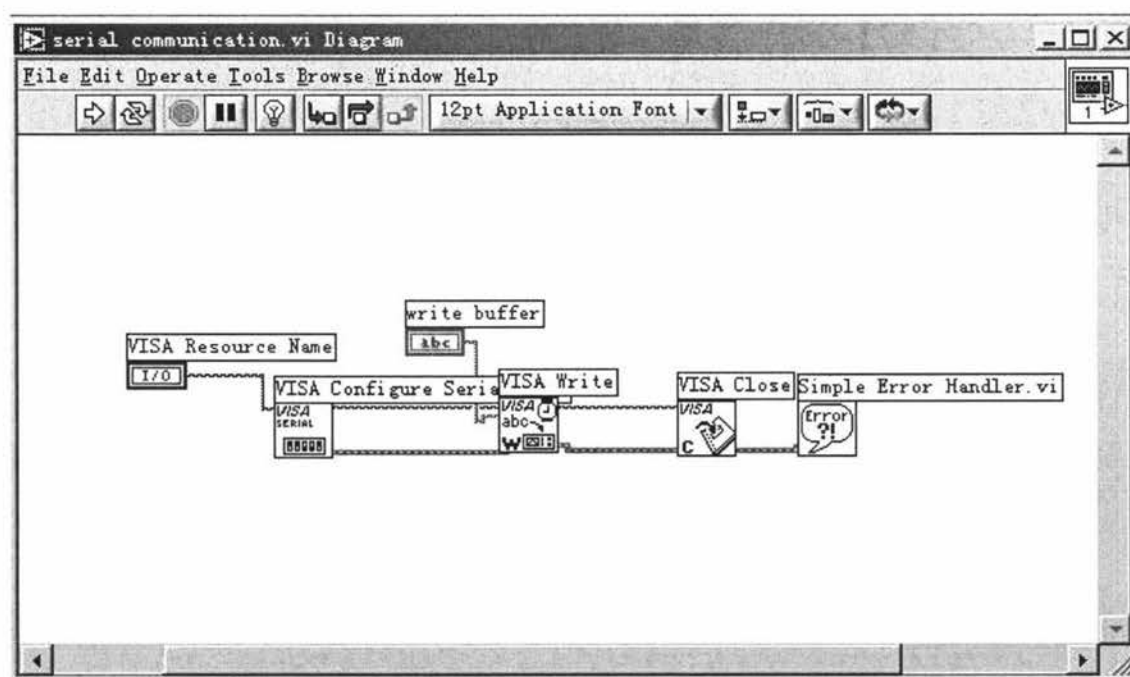 serial communication.vi Diagram
File Edit Operate Tools Browse Window Help
12pt Application Font
1
write buffer
abc
VISA Resource Name
I/O
VISA Configure Seria
VISA Write
VISA Close
Simple Error Handler.vi
VISA
SERIAL
VISA
abc
W
VISA
C
Error
?!